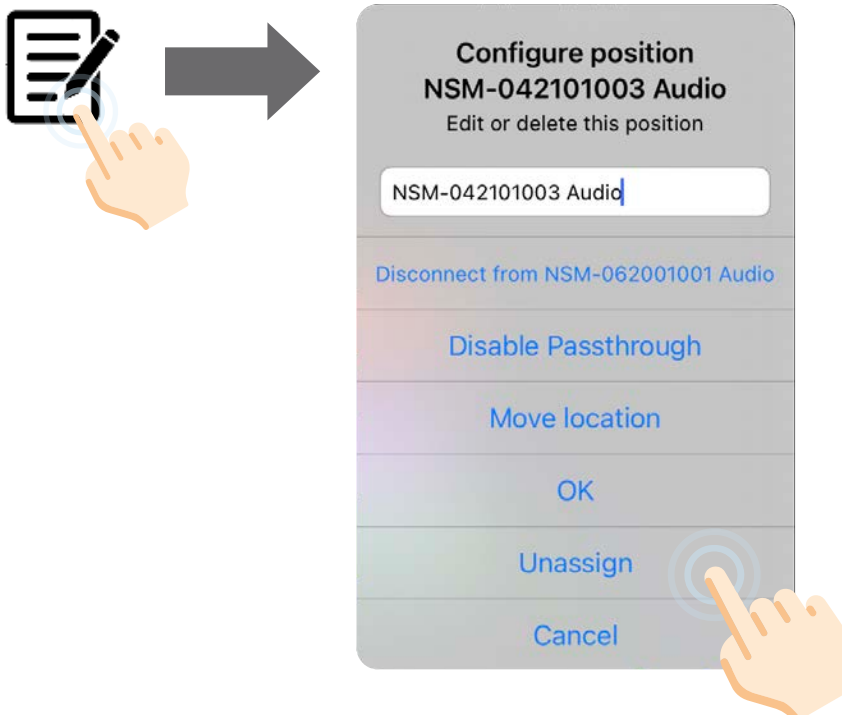 Configure position
NSM-042101003 Audio
Edit or delete this position
NSM-042101003 Audio
Disconnect from NSM-062001001 Audio
Disable Passthrough
Move location
OK
Unassign
Cancel